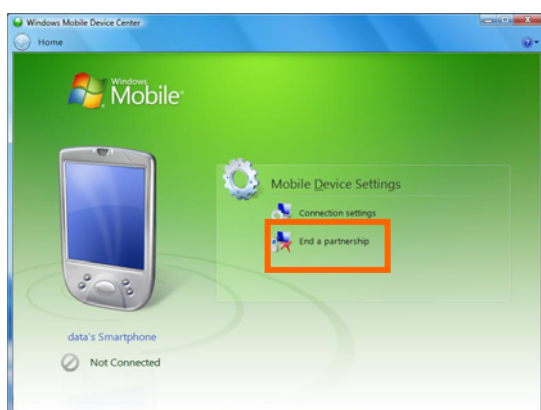 Windows Mobile Device Center
Home
Windows
Mobile
Mobile Device Settings
Connection settings
End a partnership
data's Smartphone
Not Connected